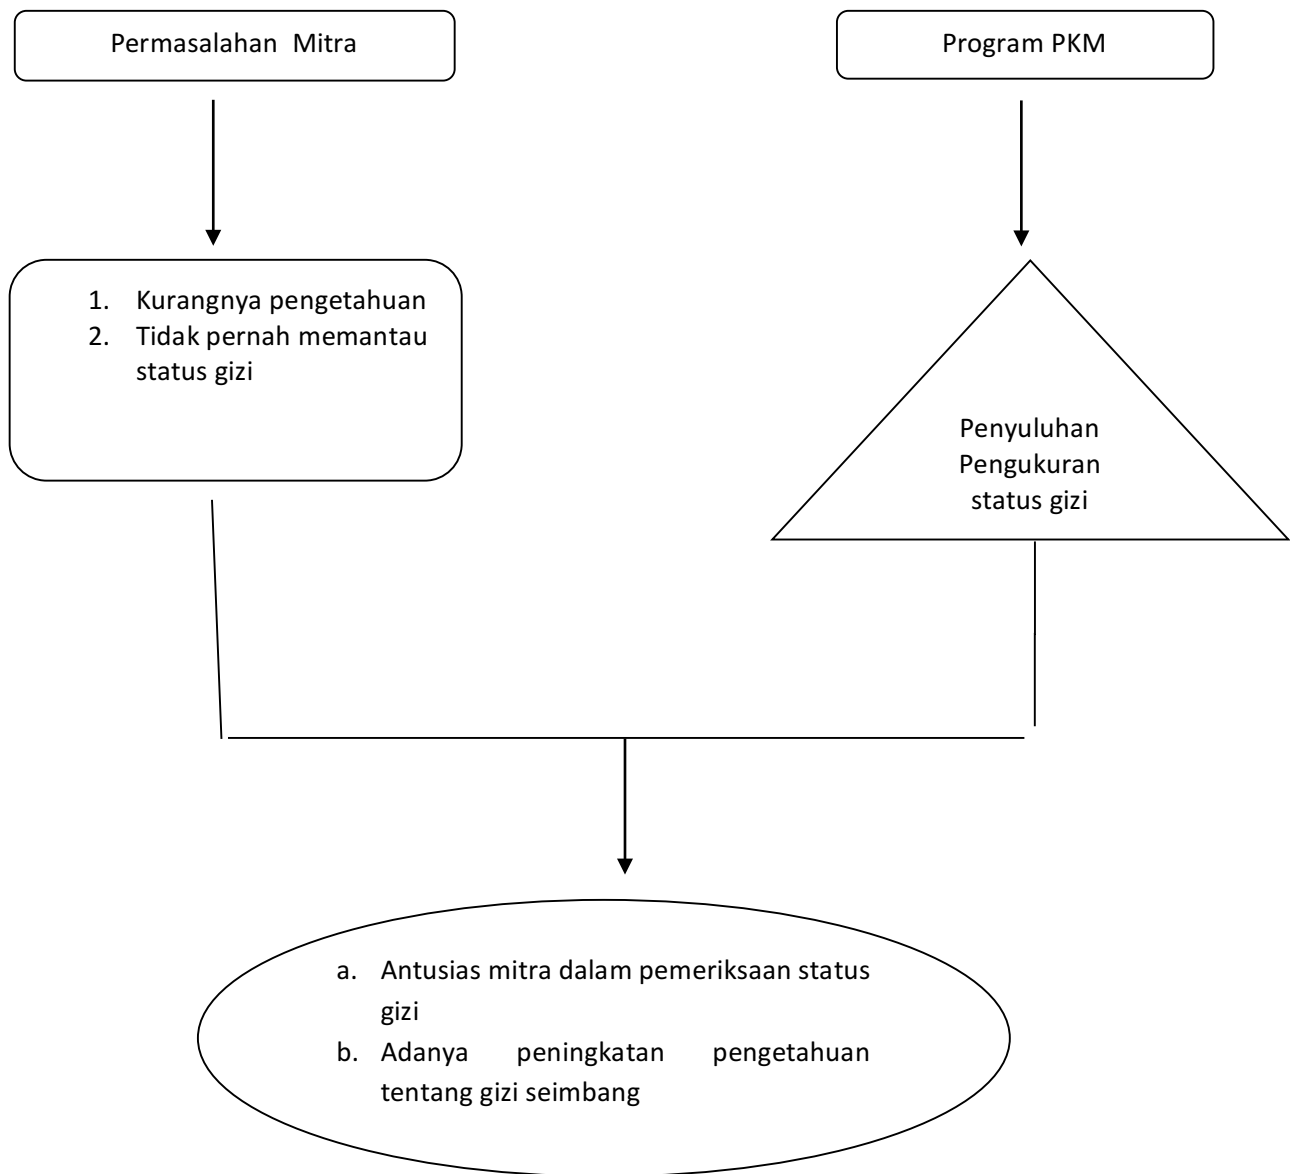 Permasalahan Mitra
Program PKM
1. Kurangnya pengetahuan
2. Tidak pernah memantau
status gizi
Penyuluhan
Pengukuran
status gizi
a. Antusias mitra dalam pemeriksaan status
gizi
b. Adanya peningkatan pengetahuan
tentang gizi seimbang